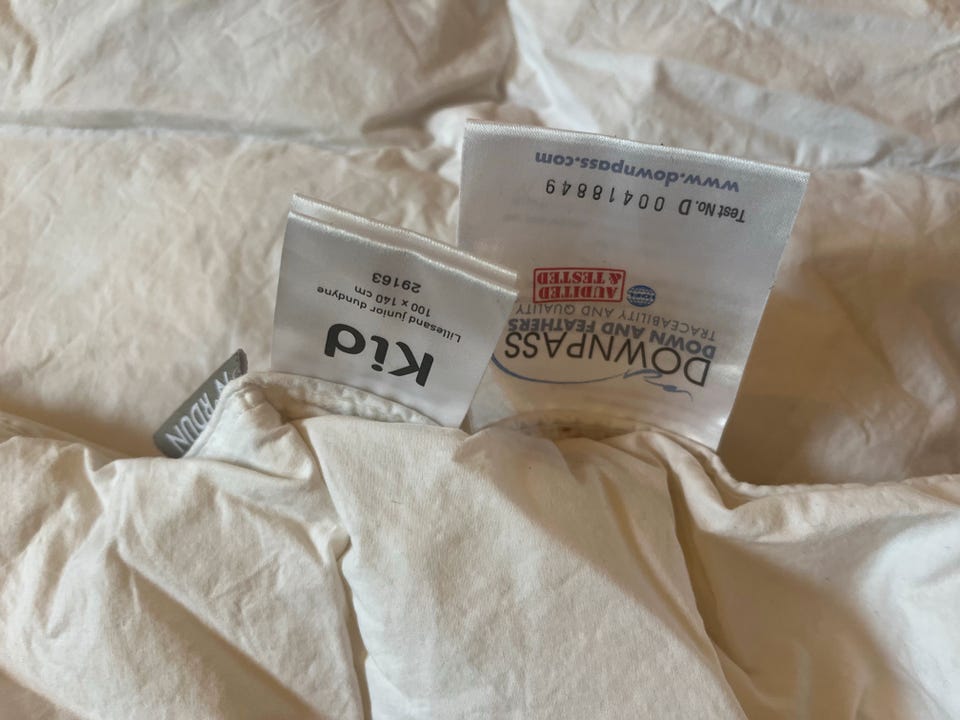 Kid
Lillesand junior dundyne
100 x 140 cm
29163
DOWNPASS
DOWN AND FEATHERS
TRACEABILITY AND QUALITY
AUDITED
& TESTED
Test No. D 00418849
www.downpass.com